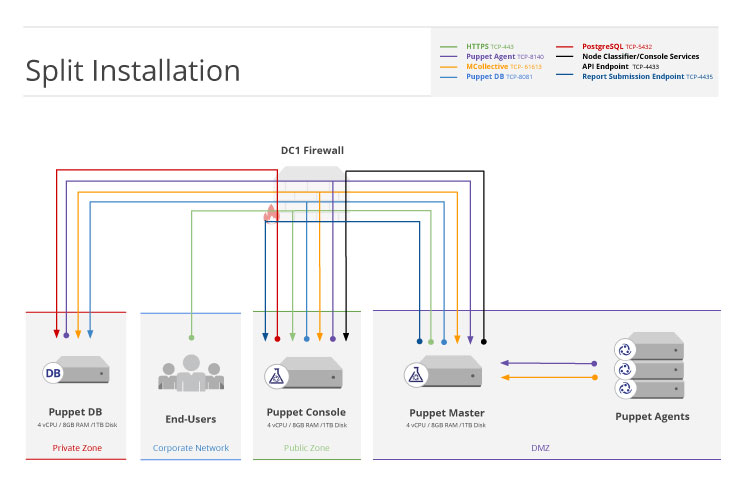 Split Installation
HTTPS TCP-443
Puppet Agent TCP-8140
MCollective TCP- 61613
Puppet DB TCP-8081
PostgreSQL TCP-5432
Node Classifier/Console Services
API Endpoint TCP-4433
Report Submission Endpoint TCP-4435
DC1 Firewall
DB
Puppet DB
4 vCPU / 8GB RAM /1TB Disk
Private Zone
End-Users
Corporate Network
Puppet Console
4 vCPU / 8GB RAM /1TB Disk
Public Zone
Puppet Master
4 vCPU / 8GB RAM /1TB Disk
Puppet Agents
DMZ